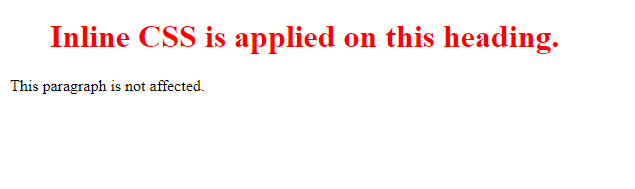 Inline CSS is applied on this heading.
This paragraph is not affected.